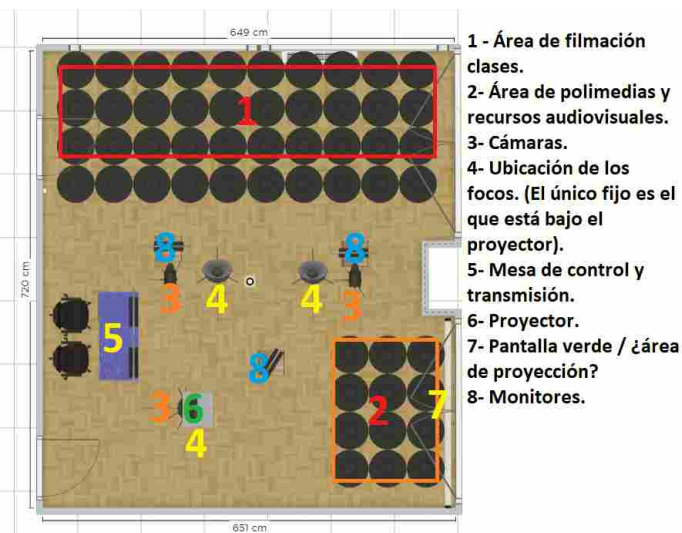 649 cm
1 - Área de filmación
clases.
2- Área de polimedias y
recursos audiovisuales.
3- Cámaras.
4- Ubicación de los
focos. (El único fijo es el
que está bajo el
proyector).
5- Mesa de control y
transmisión.
6- Proyector.
7- Pantalla verde / ¿área
de proyección?
8- Monitores.
1
720 cm
8
8
3
4
4
3
5
8
3
6
4
2
7
651 cm